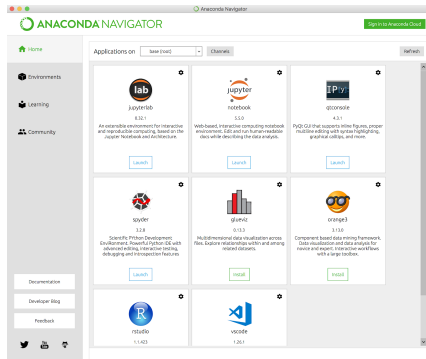 Anaconda Navigator
ANACONDA NAVIGATOR
Sign in to Anaconda Cloud
Home
Environments
Learning
Community
Documentation
Developer Blog
Feedback
Applications on
base (root)
Channels
Refresh
lab
jupyterlab
0.32.1
An extensible environment for interactive
and reproducible computing, based on the
Jupyter Notebook and Architecture.
Launch
jupyter
notebook
5.5.0
Web-based, interactive computing notebook
environment. Edit and run human-readable
docs while describing the data analysis.
Launch
IP[y]:
qtconsole
4.3.1
PyQt GUI that supports inline figures, proper
multiline editing with syntax highlighting,
graphical calltips, and more.
Launch
spyder
3.2.8
Scientific PYthon Development
EnviRonment. Powerful Python IDE with
advanced editing, interactive testing,
debugging and introspection features
Launch
glueviz
0.13.3
Multidimensional data visualization across
files. Explore relationships within and among
related datasets.
Install
orange3
3.13.0
Component based data mining framework.
Data visualization and data analysis for
novice and expert. Interactive workflows
with a large toolbox.
Install
R
rstudio
1.1.423
vscode
1.26.1